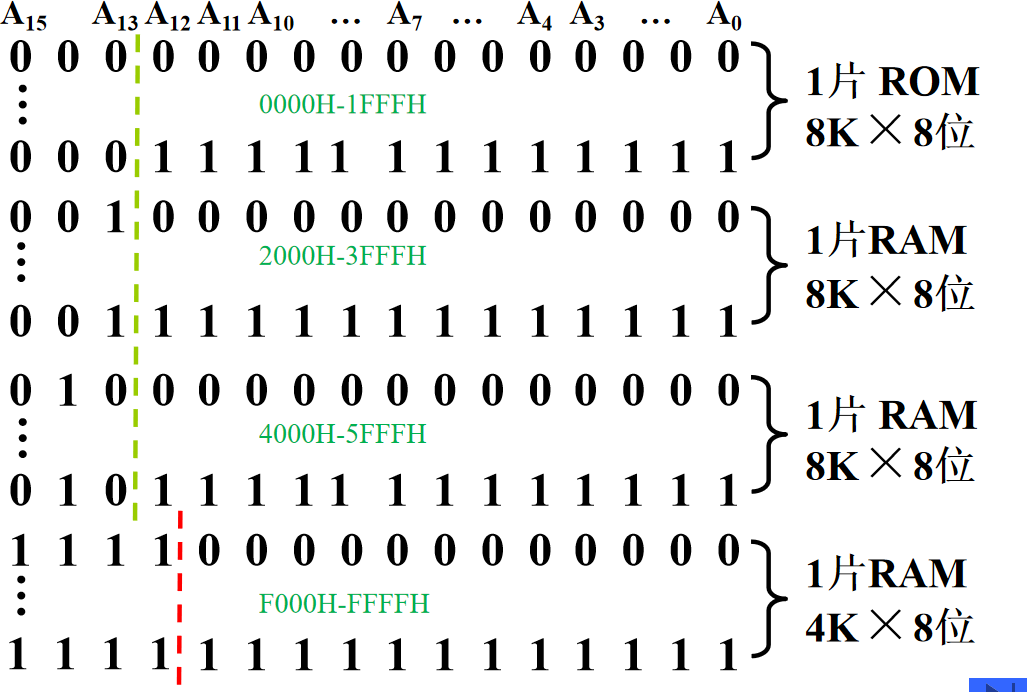 A15 A13 A12 A11 A10 … A7 … A4 A3 … A0
0 0 0 0 0 0 0 0 0 0 0 0 0 0 0 0
⋮ 0000H-1FFFH
0 0 0 1 1 1 1 1 1 1 1 1 1 1 1 1
1片 ROM
8K × 8位
0 0 1 0 0 0 0 0 0 0 0 0 0 0 0 0
⋮ 2000H-3FFFH
0 0 1 1 1 1 1 1 1 1 1 1 1 1 1 1
1片RAM
8K × 8位
0 1 0 0 0 0 0 0 0 0 0 0 0 0 0 0
⋮ 4000H-5FFFH
0 1 0 1 1 1 1 1 1 1 1 1 1 1 1 1
1片 RAM
8K × 8位
1 1 1 1 0 0 0 0 0 0 0 0 0 0 0 0
⋮ F000H-FFFFH
1 1 1 1 1 1 1 1 1 1 1 1 1 1 1 1
1片RAM
4K × 8位